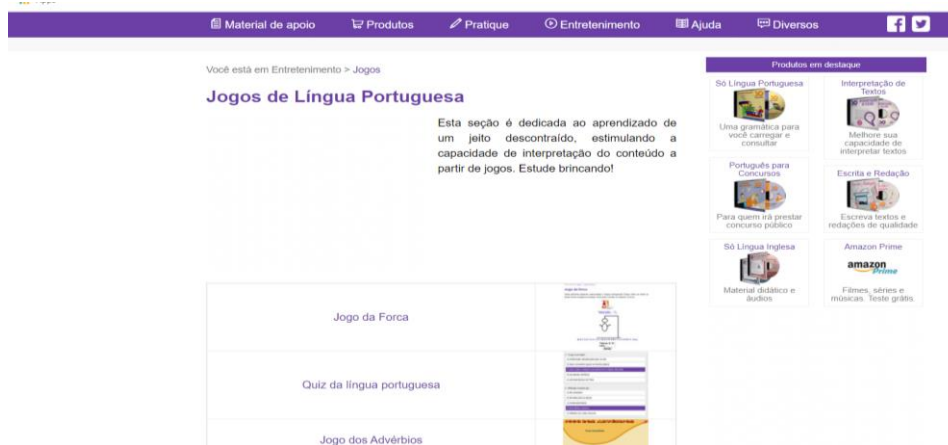 Material de apoio
Produtos
Pratique
Entretenimento
Ajuda
Diversos
Você está em Entretenimento > Jogos
Jogos de Língua Portuguesa
Esta seção é dedicada ao aprendizado de
um jeito descontraído, estimulando a
capacidade de interpretação do conteúdo a
partir de jogos. Estude brincando!
Jogo da Forca
Quiz da língua portuguesa
Jogo dos Advérbios
Produtos em destaque
Só Língua Portuguesa
Uma gramática para
você carregar e
consultar
Interpretação de
Textos
Melhore sua
capacidade de
interpretar textos
Português para
Concursos
Para quem irá prestar
concurso público
Escrita e Redação
Escreva textos e
redações de qualidade
Só Língua Inglesa
Material didático e
áudios
Amazon Prime
amazon
Prime
Filmes, séries e
músicas. Teste grátis.